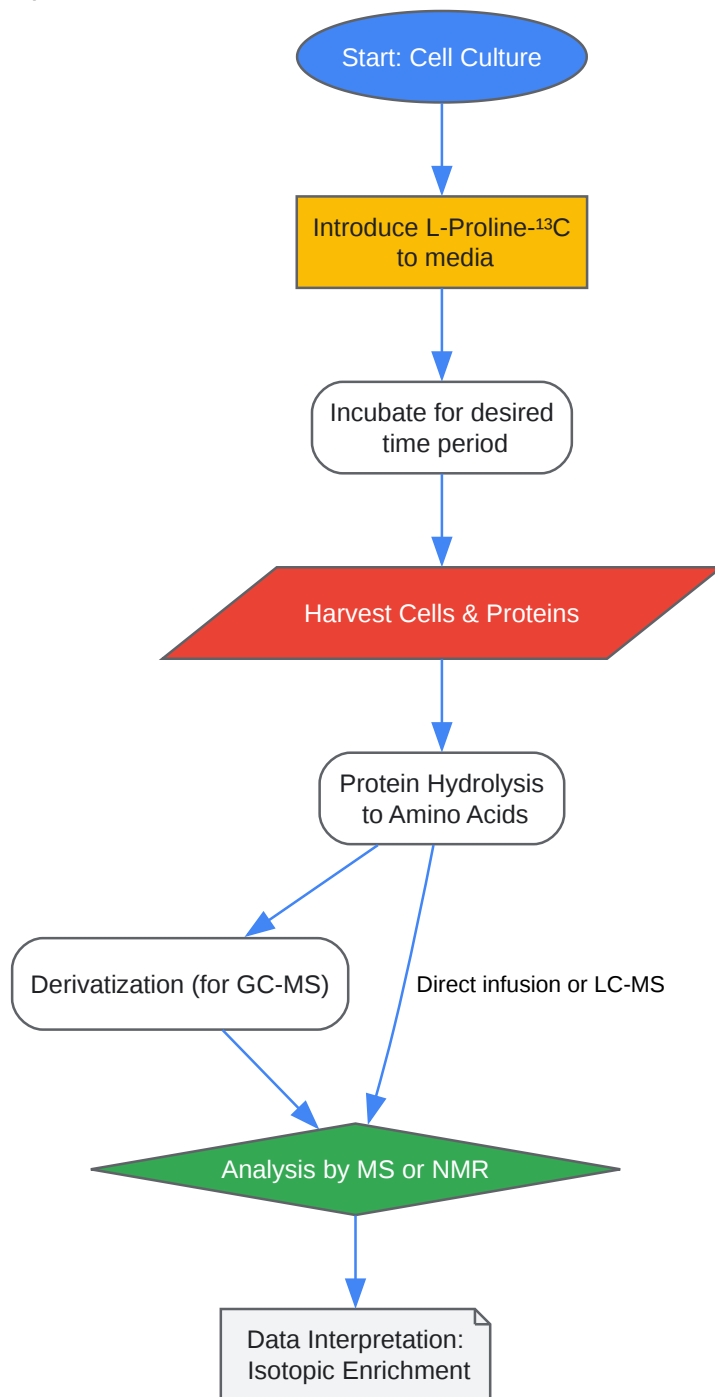 Start: Cell Culture
Introduce L-Proline-¹³C
to media
Incubate for desired
time period
Harvest Cells & Proteins
Protein Hydrolysis
to Amino Acids
Derivatization (for GC-MS)
Direct infusion or LC-MS
Analysis by MS or NMR
Data Interpretation:
Isotopic Enrichment